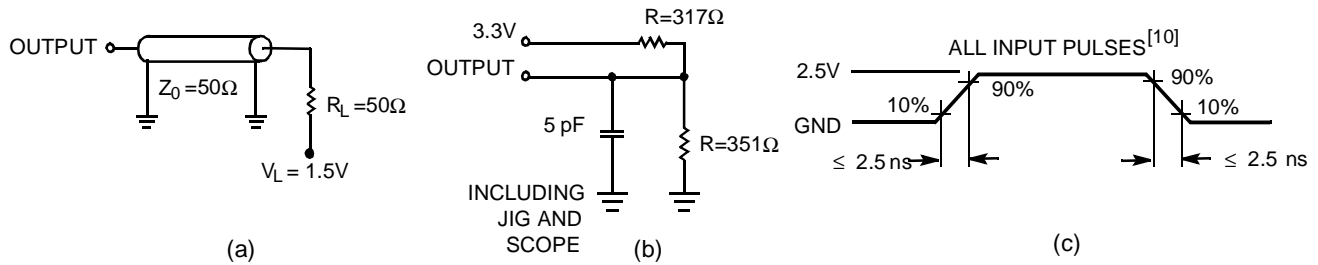 OUTPUT
Z0 =50Ω
RL =50Ω
VL = 1.5V
(a)
R=317Ω
3.3V
OUTPUT
5 pF
R=351Ω
INCLUDING
JIG AND
SCOPE
(b)
ALL INPUT PULSES[10]
2.5V
90%
90%
10%
10%
GND
≤ 2.5 ns
≤ 2.5 ns
(c)